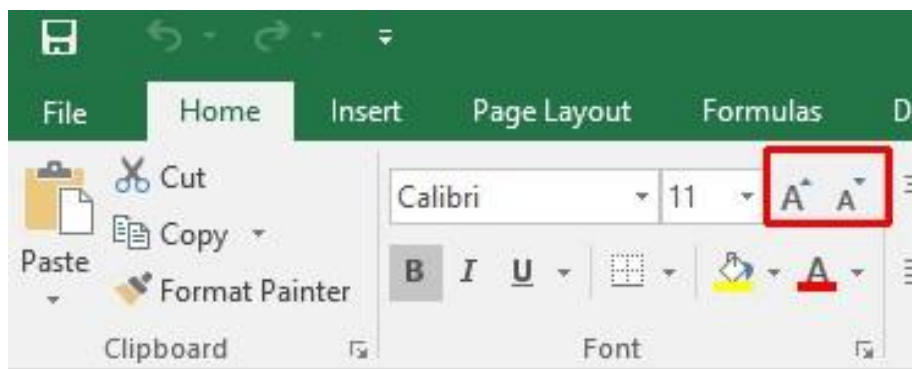 File Home Insert Page Layout Formulas D
Cut
Calibri 11 A A
Copy
Paste
B I U A
Format Painter
Clipboard Font